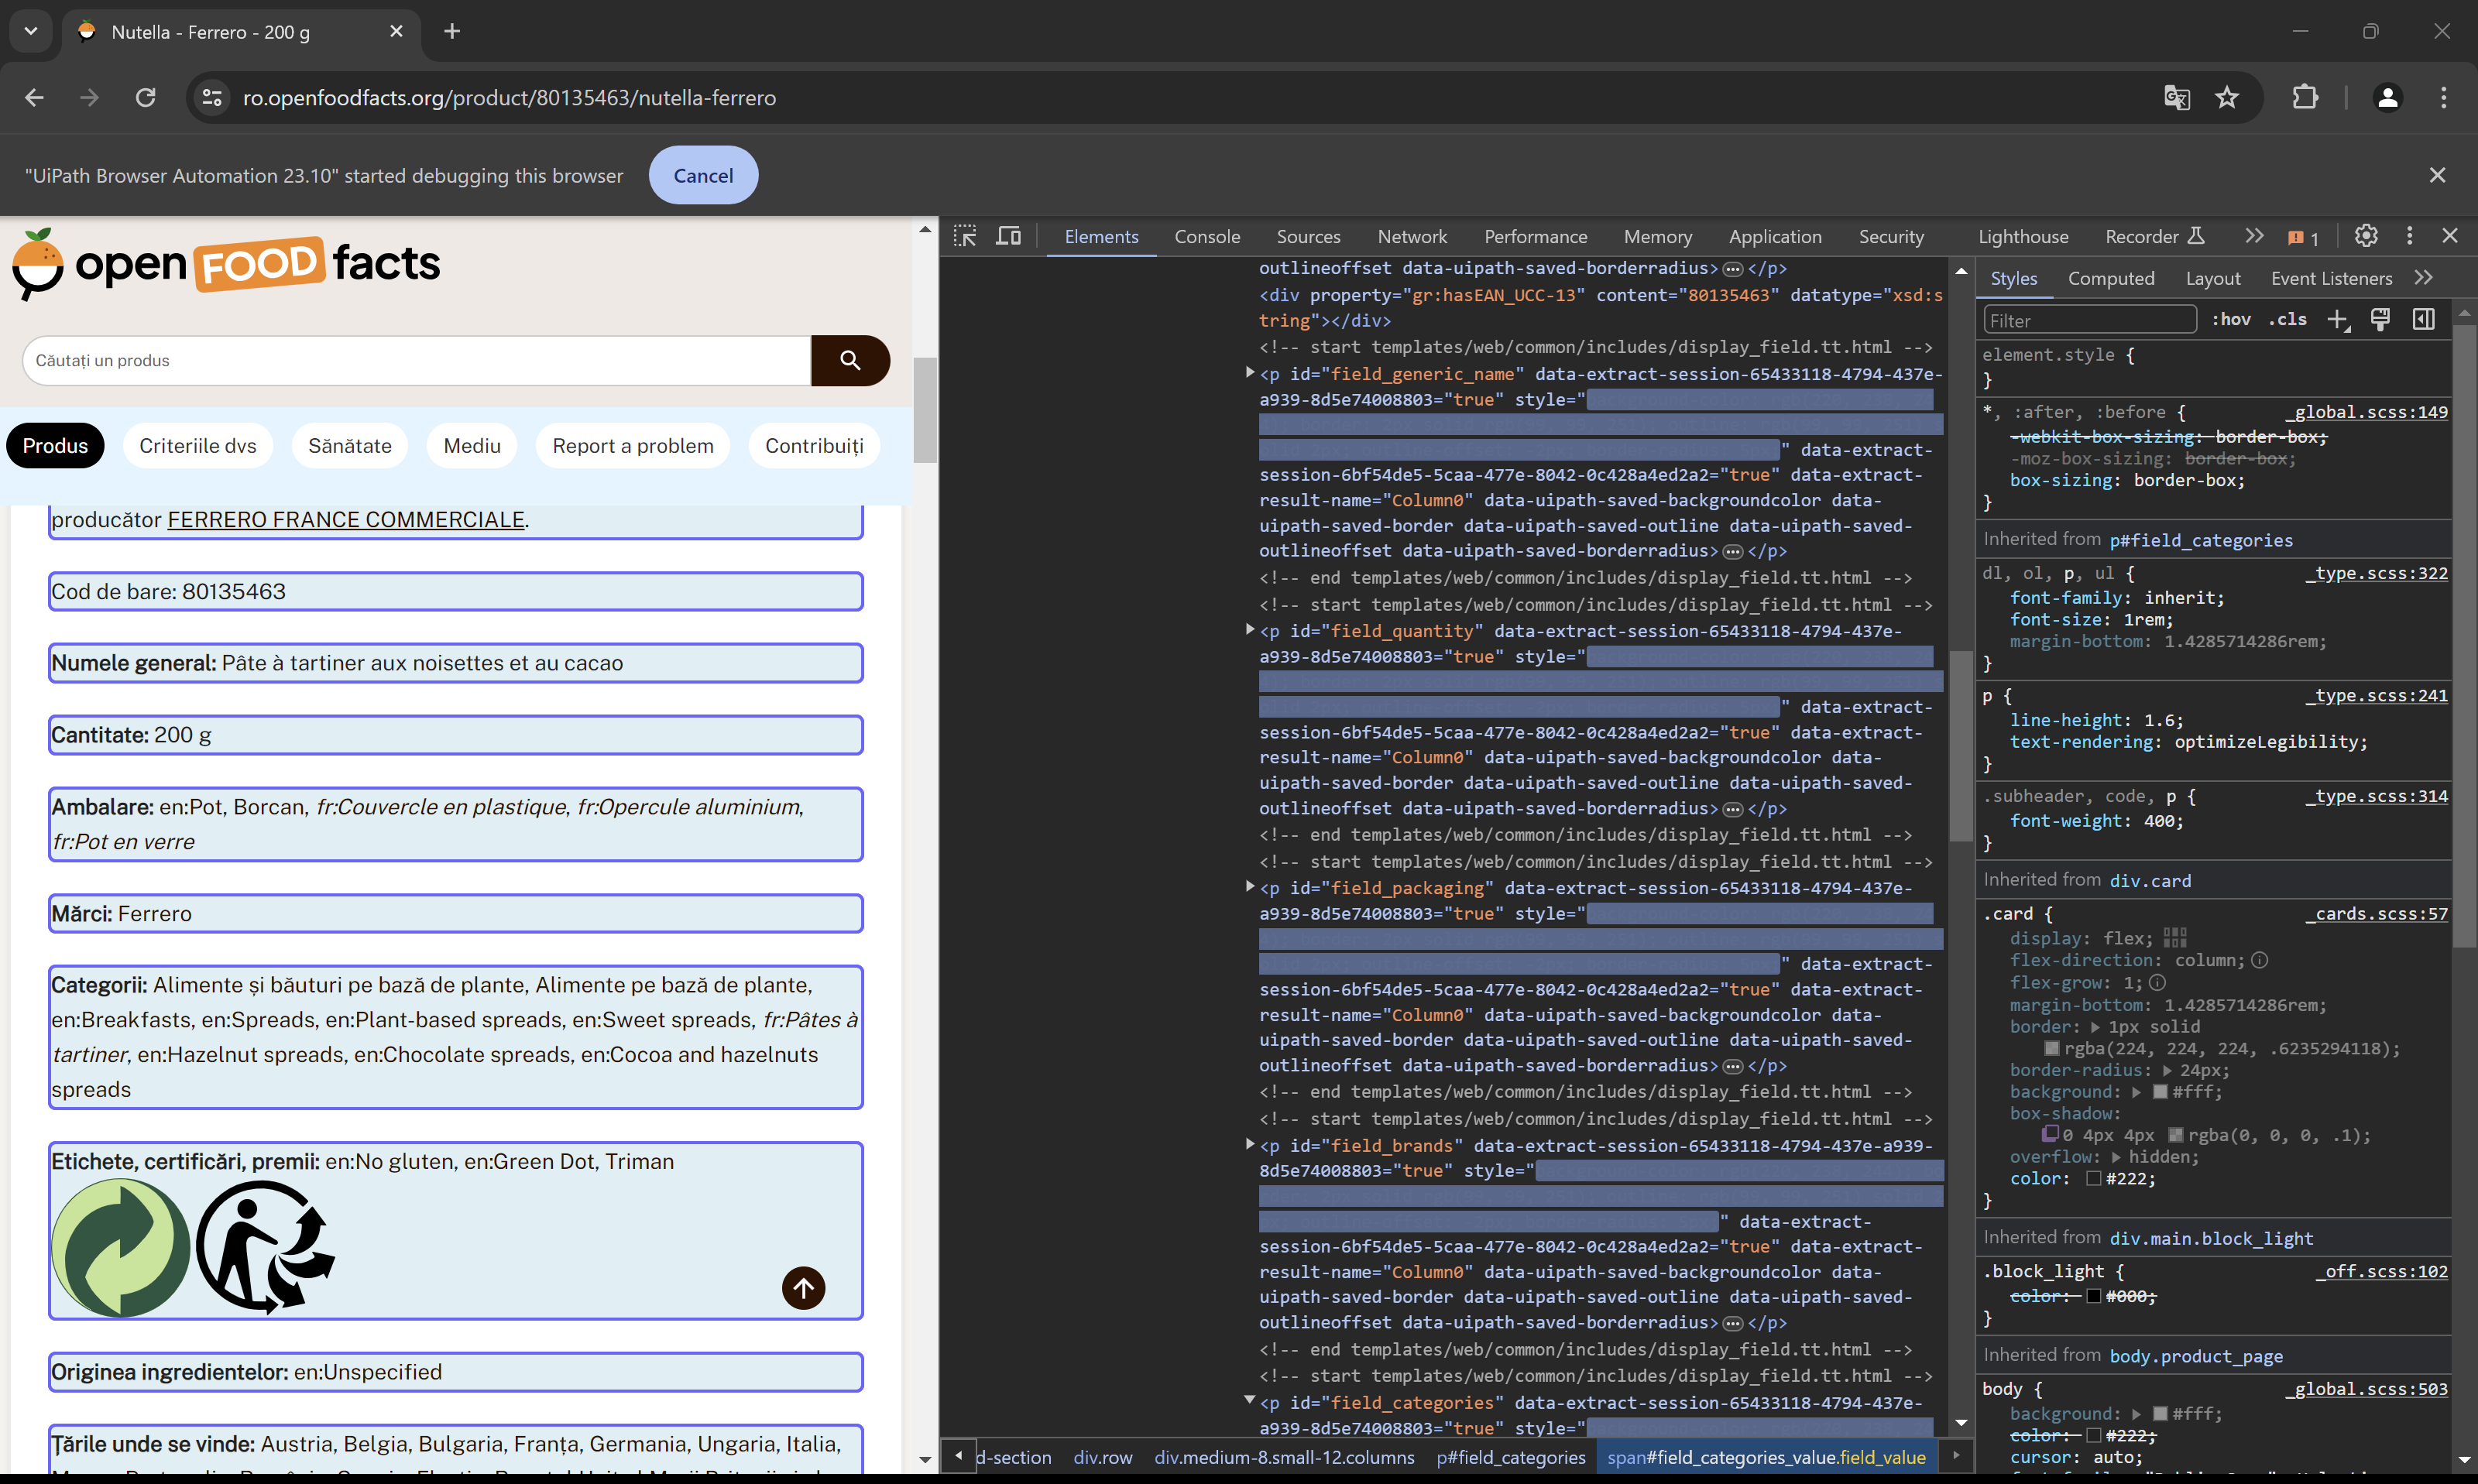 Nutella - Ferrero - 200 g
ro.openfoodfacts.org/product/80135463/nutella-ferrero
"UiPath Browser Automation 23.10" started debugging this browser
Cancel
open FOOD facts
Căutați un produs
Produs
Criteriile dvs
Sănătate
Mediu
Report a problem
Contribuiți
producător FERRERO FRANCE COMMERCIALE.
Cod de bare: 80135463
Numele general: Pâte à tartiner aux noisettes et au cacao
Cantitate: 200 g
Ambalare: en:Pot, Borcan, fr:Couvercle en plastique, fr:Opercule aluminium,
fr:Pot en verre
Mărci: Ferrero
Categorii: Alimente și băuturi pe bază de plante, Alimente pe bază de plante,
en:Breakfasts, en:Spreads, en:Plant-based spreads, en:Sweet spreads, fr:Pâtes à
tartiner, en:Hazelnut spreads, en:Chocolate spreads, en:Cocoa and hazelnuts
spreads
Etichete, certificări, premii: en:No gluten, en:Green Dot, Triman
Originea ingredientelor: en:Unspecified
Țările unde se vinde: Austria, Belgia, Bulgaria, Franța, Germania, Ungaria, Italia,
Elements
Console
Sources
Network
Performance
Memory
Application
Security
Lighthouse
Recorder
1
outlineoffset data-uipath-saved-borderradius></p>
<div property="gr:hasEAN_UCC-13" content="80135463" datatype="xsd:s
tring"></div>
<!-- start templates/web/common/includes/display_field.tt.html -->
<p id="field_generic_name" data-extract-session-65433118-4794-437e-
a939-8d5e74008803="true" style="
" data-extract-
session-6bf54de5-5caa-477e-8042-0c428a4ed2a2="true" data-extract-
result-name="Column0" data-uipath-saved-backgroundcolor data-
uipath-saved-border data-uipath-saved-outline data-uipath-saved-
outlineoffset data-uipath-saved-borderradius></p>
<!-- end templates/web/common/includes/display_field.tt.html -->
<!-- start templates/web/common/includes/display_field.tt.html -->
<p id="field_quantity" data-extract-session-65433118-4794-437e-
a939-8d5e74008803="true" style="
" data-extract-
session-6bf54de5-5caa-477e-8042-0c428a4ed2a2="true" data-extract-
result-name="Column0" data-uipath-saved-backgroundcolor data-
uipath-saved-border data-uipath-saved-outline data-uipath-saved-
outlineoffset data-uipath-saved-borderradius></p>
<!-- end templates/web/common/includes/display_field.tt.html -->
<!-- start templates/web/common/includes/display_field.tt.html -->
<p id="field_packaging" data-extract-session-65433118-4794-437e-
a939-8d5e74008803="true" style="
" data-extract-
session-6bf54de5-5caa-477e-8042-0c428a4ed2a2="true" data-extract-
result-name="Column0" data-uipath-saved-backgroundcolor data-
uipath-saved-border data-uipath-saved-outline data-uipath-saved-
outlineoffset data-uipath-saved-borderradius></p>
<!-- end templates/web/common/includes/display_field.tt.html -->
<!-- start templates/web/common/includes/display_field.tt.html -->
<p id="field_brands" data-extract-session-65433118-4794-437e-a939-
8d5e74008803="true" style="
" data-extract-
session-6bf54de5-5caa-477e-8042-0c428a4ed2a2="true" data-extract-
result-name="Column0" data-uipath-saved-backgroundcolor data-
uipath-saved-border data-uipath-saved-outline data-uipath-saved-
outlineoffset data-uipath-saved-borderradius></p>
<!-- end templates/web/common/includes/display_field.tt.html -->
<!-- start templates/web/common/includes/display_field.tt.html -->
<p id="field_categories" data-extract-session-65433118-4794-437e-
a939-8d5e74008803="true" style="
d-section
div.row
div.medium-8.small-12.columns
p#field_categories
span#field_categories_value.field_value
Styles
Computed
Layout
Event Listeners
Filter
:hov
.cls
element.style {
}
*, :after, :before {
_global.scss:149
-webkit-box-sizing: border-box;
-moz-box-sizing: border-box;
box-sizing: border-box;
}
Inherited from p#field_categories
dl, ol, p, ul {
_type.scss:322
font-family: inherit;
font-size: 1rem;
margin-bottom: 1.4285714286rem;
}
p {
_type.scss:241
line-height: 1.6;
text-rendering: optimizeLegibility;
}
.subheader, code, p {
_type.scss:314
font-weight: 400;
}
Inherited from div.card
.card {
_cards.scss:57
display: flex;
flex-direction: column;
flex-grow: 1;
margin-bottom: 1.4285714286rem;
border: 1px solid
rgba(224, 224, 224, .6235294118);
border-radius: 24px;
background: #fff;
box-shadow:
0 4px 4px rgba(0, 0, 0, .1);
overflow: hidden;
color: #222;
}
Inherited from div.main.block_light
.block_light {
_off.scss:102
color: #000;
}
Inherited from body.product_page
body {
_global.scss:503
background: #fff;
color: #222;
cursor: auto;